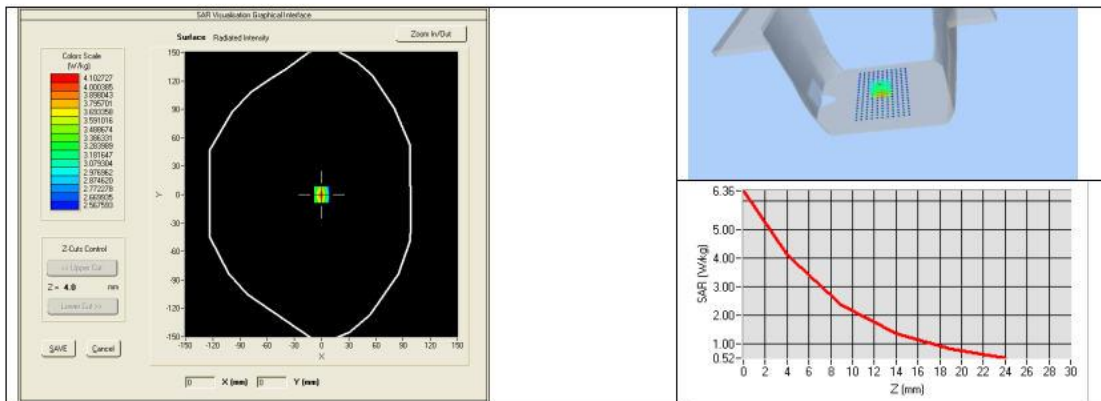 SAR Visualisation Graphical Interface
Surface Radiated Intensity
Zoom In/Out
Colors Scale
(W/kg)
4.102727
4.000385
3.898043
3.795701
3.693358
3.591016
3.488674
3.386331
3.283989
3.181647
3.079304
2.976962
2.874620
2.772278
2.669935
2.567593
150
120
90
60
30
0
-30
-60
-90
-120
-150
Y
-150 -120 -90 -60 -30 0 30 60 90 120 150
X
Z-Cuts Control
<< Upper Cut
Z = 4.0 mm
Lower Cut >>
SAVE Cancel
0 X (mm) 0 Y (mm)
6.36
5.00
4.00
3.00
2.00
1.00
0.52
SAR (W/kg)
0 2 4 6 8 10 12 14 16 18 20 22 24 26 28 30
Z (mm)